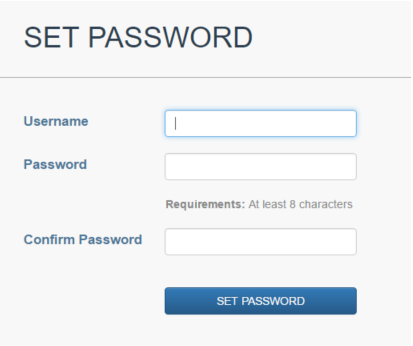 SET PASSWORD
Username
Password
Requirements: At least 8 characters
Confirm Password
SET PASSWORD